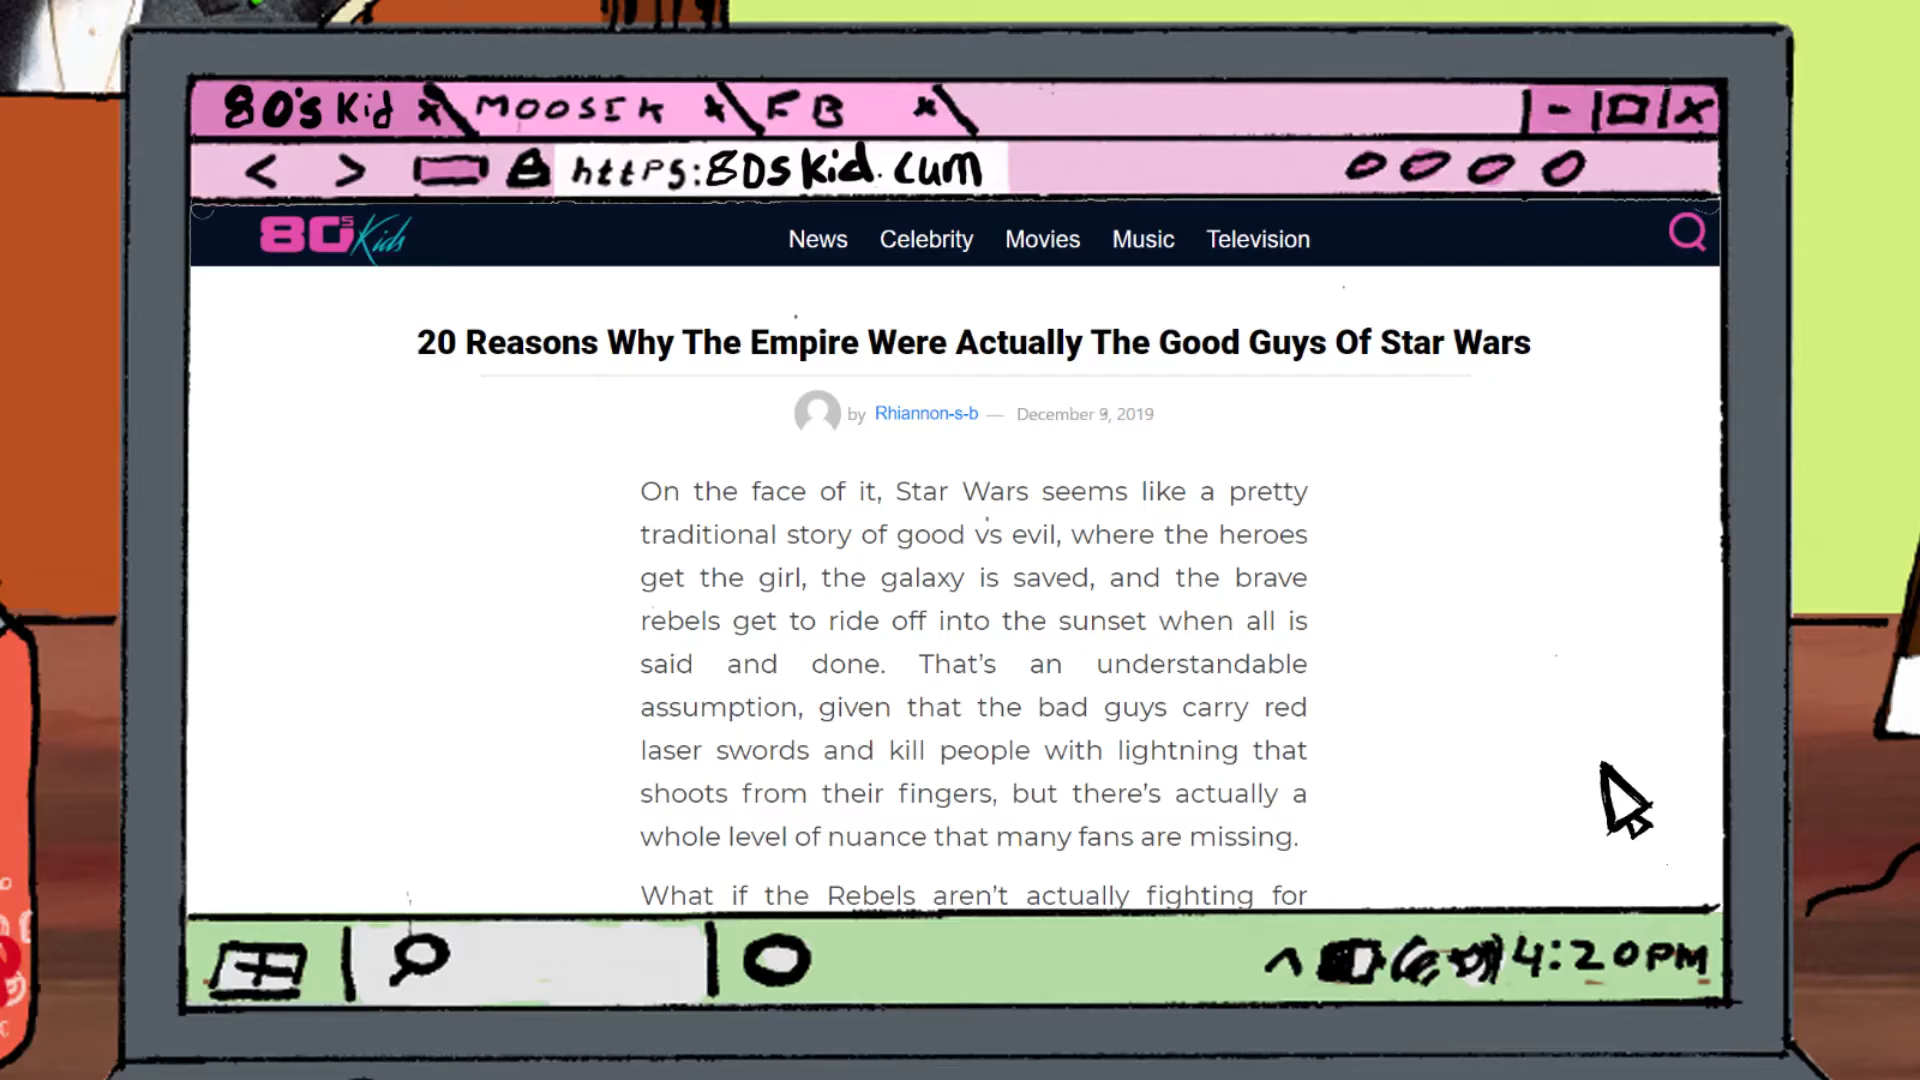 80's Kid x MOOSIK x FB x - X
< > https:80skid.cum
80s Kids News Celebrity Movies Music Television
20 Reasons Why The Empire Were Actually The Good Guys Of Star Wars
by Rhiannon-s-b — December 9, 2019
On the face of it, Star Wars seems like a pretty
traditional story of good vs evil, where the heroes
get the girl, the galaxy is saved, and the brave
rebels get to ride off into the sunset when all is
said and done. That's an understandable
assumption, given that the bad guys carry red
laser swords and kill people with lightning that
shoots from their fingers, but there's actually a
whole level of nuance that many fans are missing.
What if the Rebels aren't actually fighting for
4:20PM